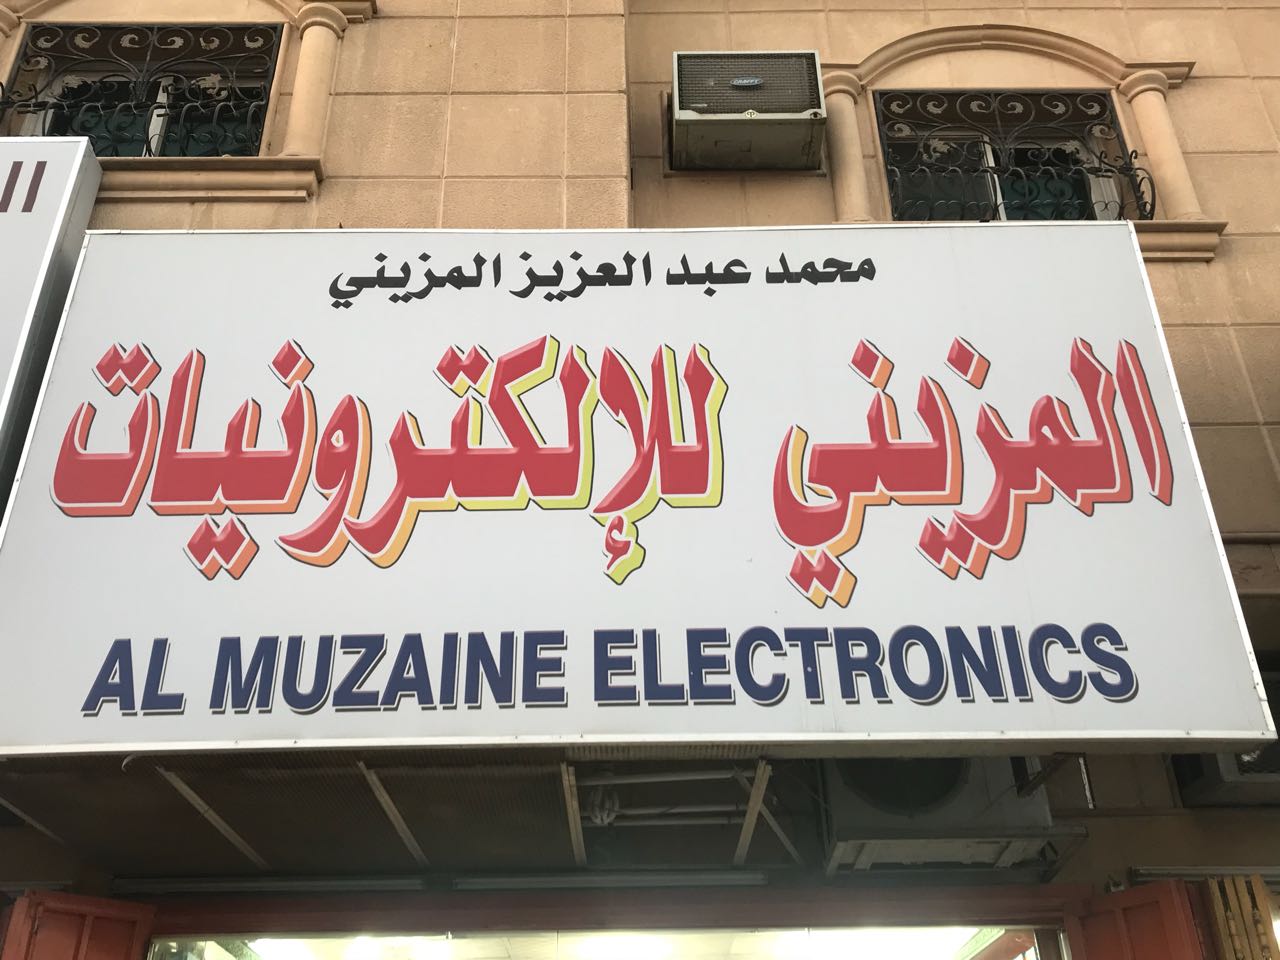 محمد عبد العزيز المزيني
المزيني للإلكترونيات
AL MUZAINE ELECTRONICS